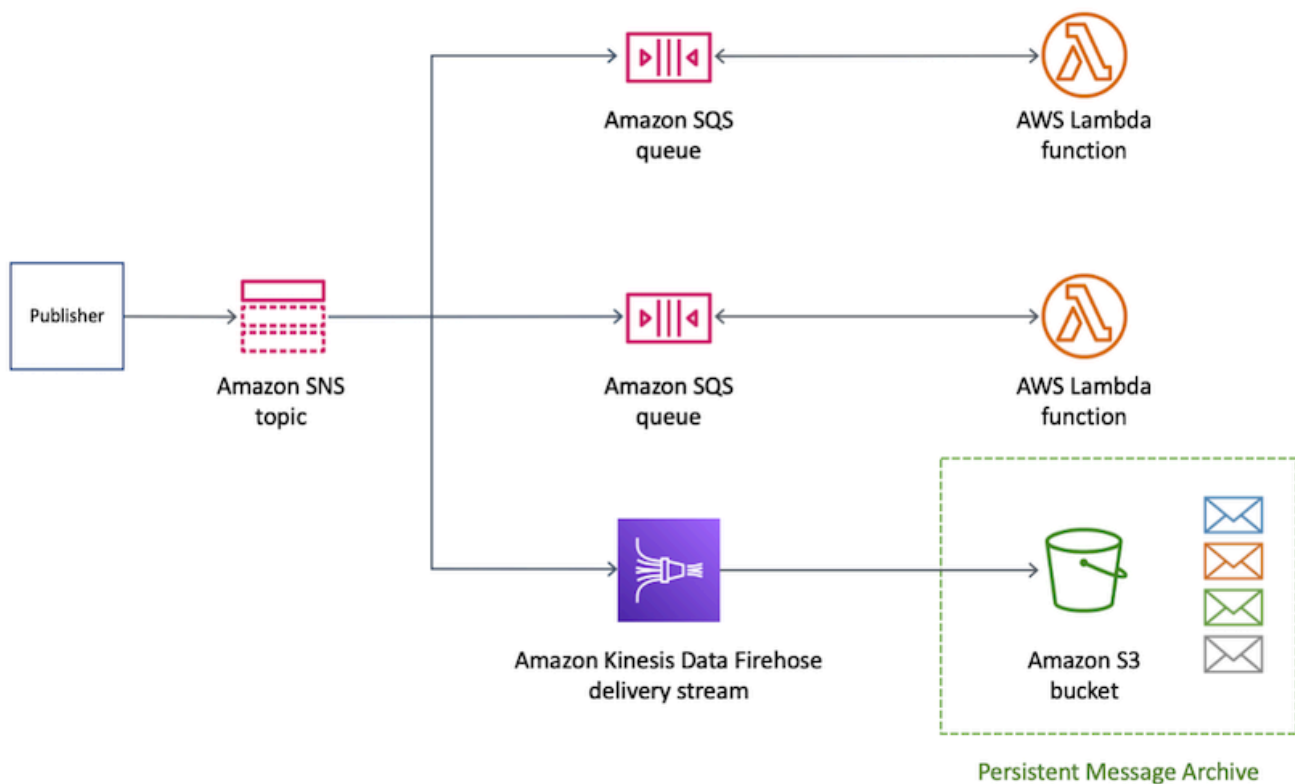 Amazon SQS
queue
AWS Lambda
function
Publisher
Amazon SNS
topic
Amazon SQS
queue
AWS Lambda
function
Amazon Kinesis Data Firehose
delivery stream
Amazon S3
bucket
Persistent Message Archive